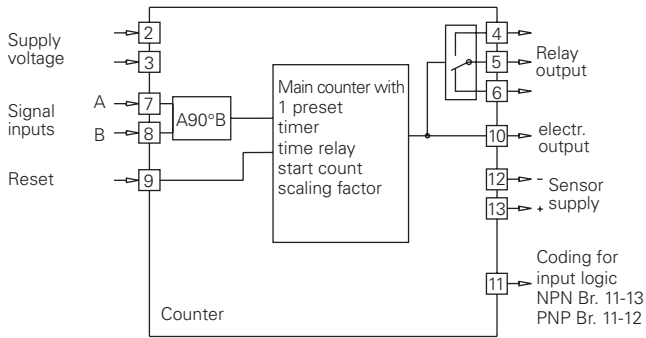 Supply
voltage
2
3
Signal
inputs
A
B
7
8
A90°B
Reset
9
Main counter with
1 preset
timer
time relay
start count
scaling factor
4
5
6
Relay
output
10
electr.
output
12
-
13
+
Sensor
supply
11
Coding for
input logic
NPN Br. 11-13
PNP Br. 11-12
Counter